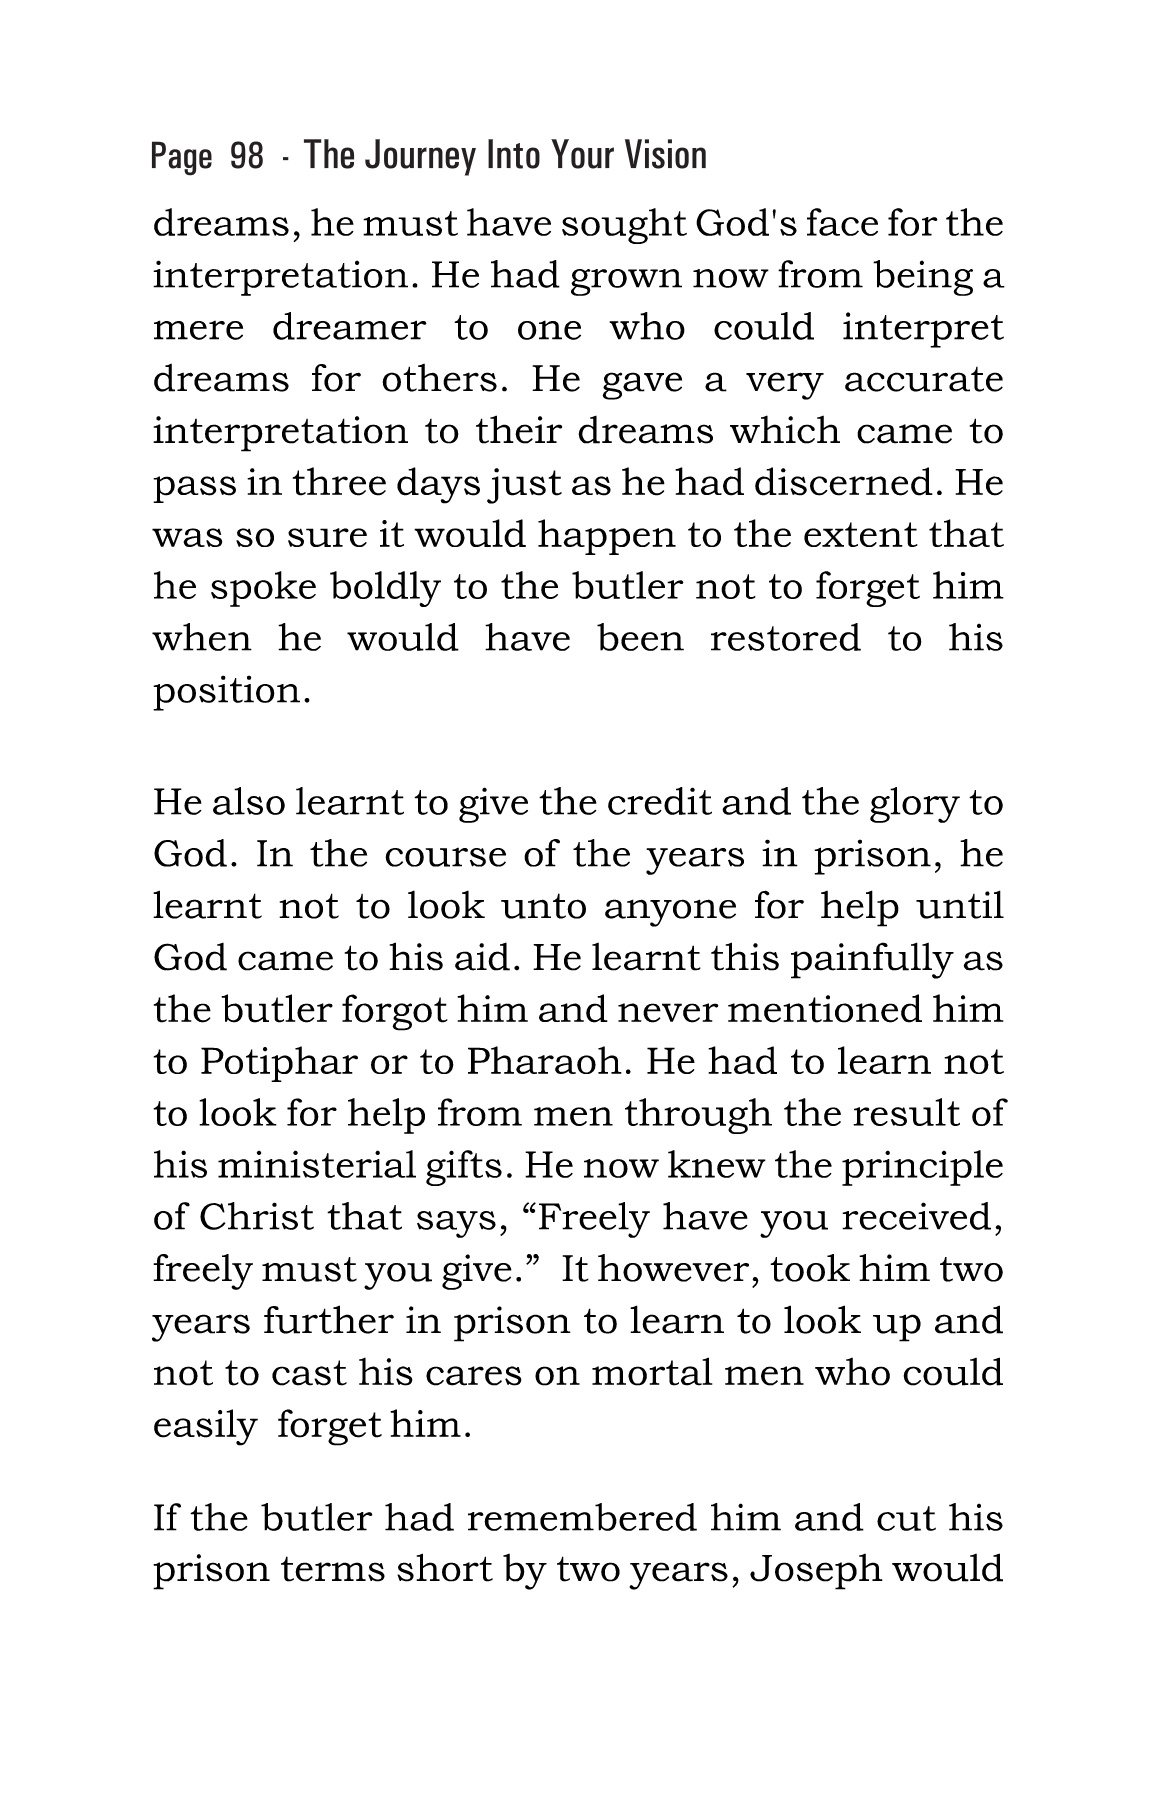 Page 98 - The Journey Into Your Vision
dreams, he must have sought God's face for the
interpretation. He had grown now from being a
mere dreamer to one who could interpret
dreams for others. He gave a very accurate
interpretation to their dreams which came to
pass in three days just as he had discerned. He
was so sure it would happen to the extent that
he spoke boldly to the butler not to forget him
when he would have been restored to his
position.
He also learnt to give the credit and the glory to
God. In the course of the years in prison, he
learnt not to look unto anyone for help until
God came to his aid. He learnt this painfully as
the butler forgot him and never mentioned him
to Potiphar or to Pharaoh. He had to learn not
to look for help from men through the result of
his ministerial gifts. He now knew the principle
of Christ that says, “Freely have you received,
freely must you give.”  It however, took him two
years further in prison to learn to look up and
not to cast his cares on mortal men who could
easily  forget him.
If the butler had remembered him and cut his
prison terms short by two years, Joseph would